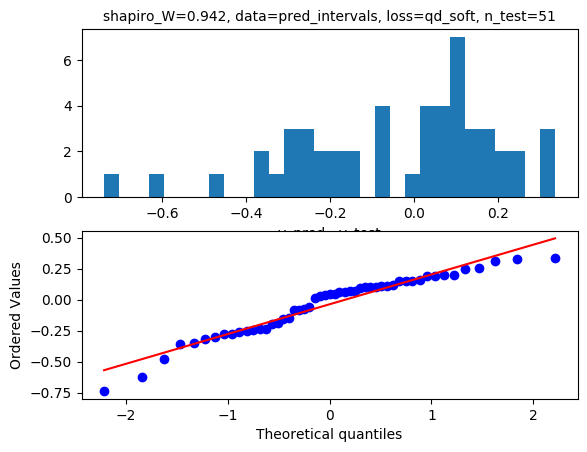 shapiro_W=0.942, data=pred_intervals, loss=qd_soft, n_test=51
6
4
2
0
−0.6 −0.4 −0.2 0.0 0.2
0.50
0.25
0.00
−0.25
−0.50
−0.75
Ordered Values
−2 −1 0 1 2
Theoretical quantiles